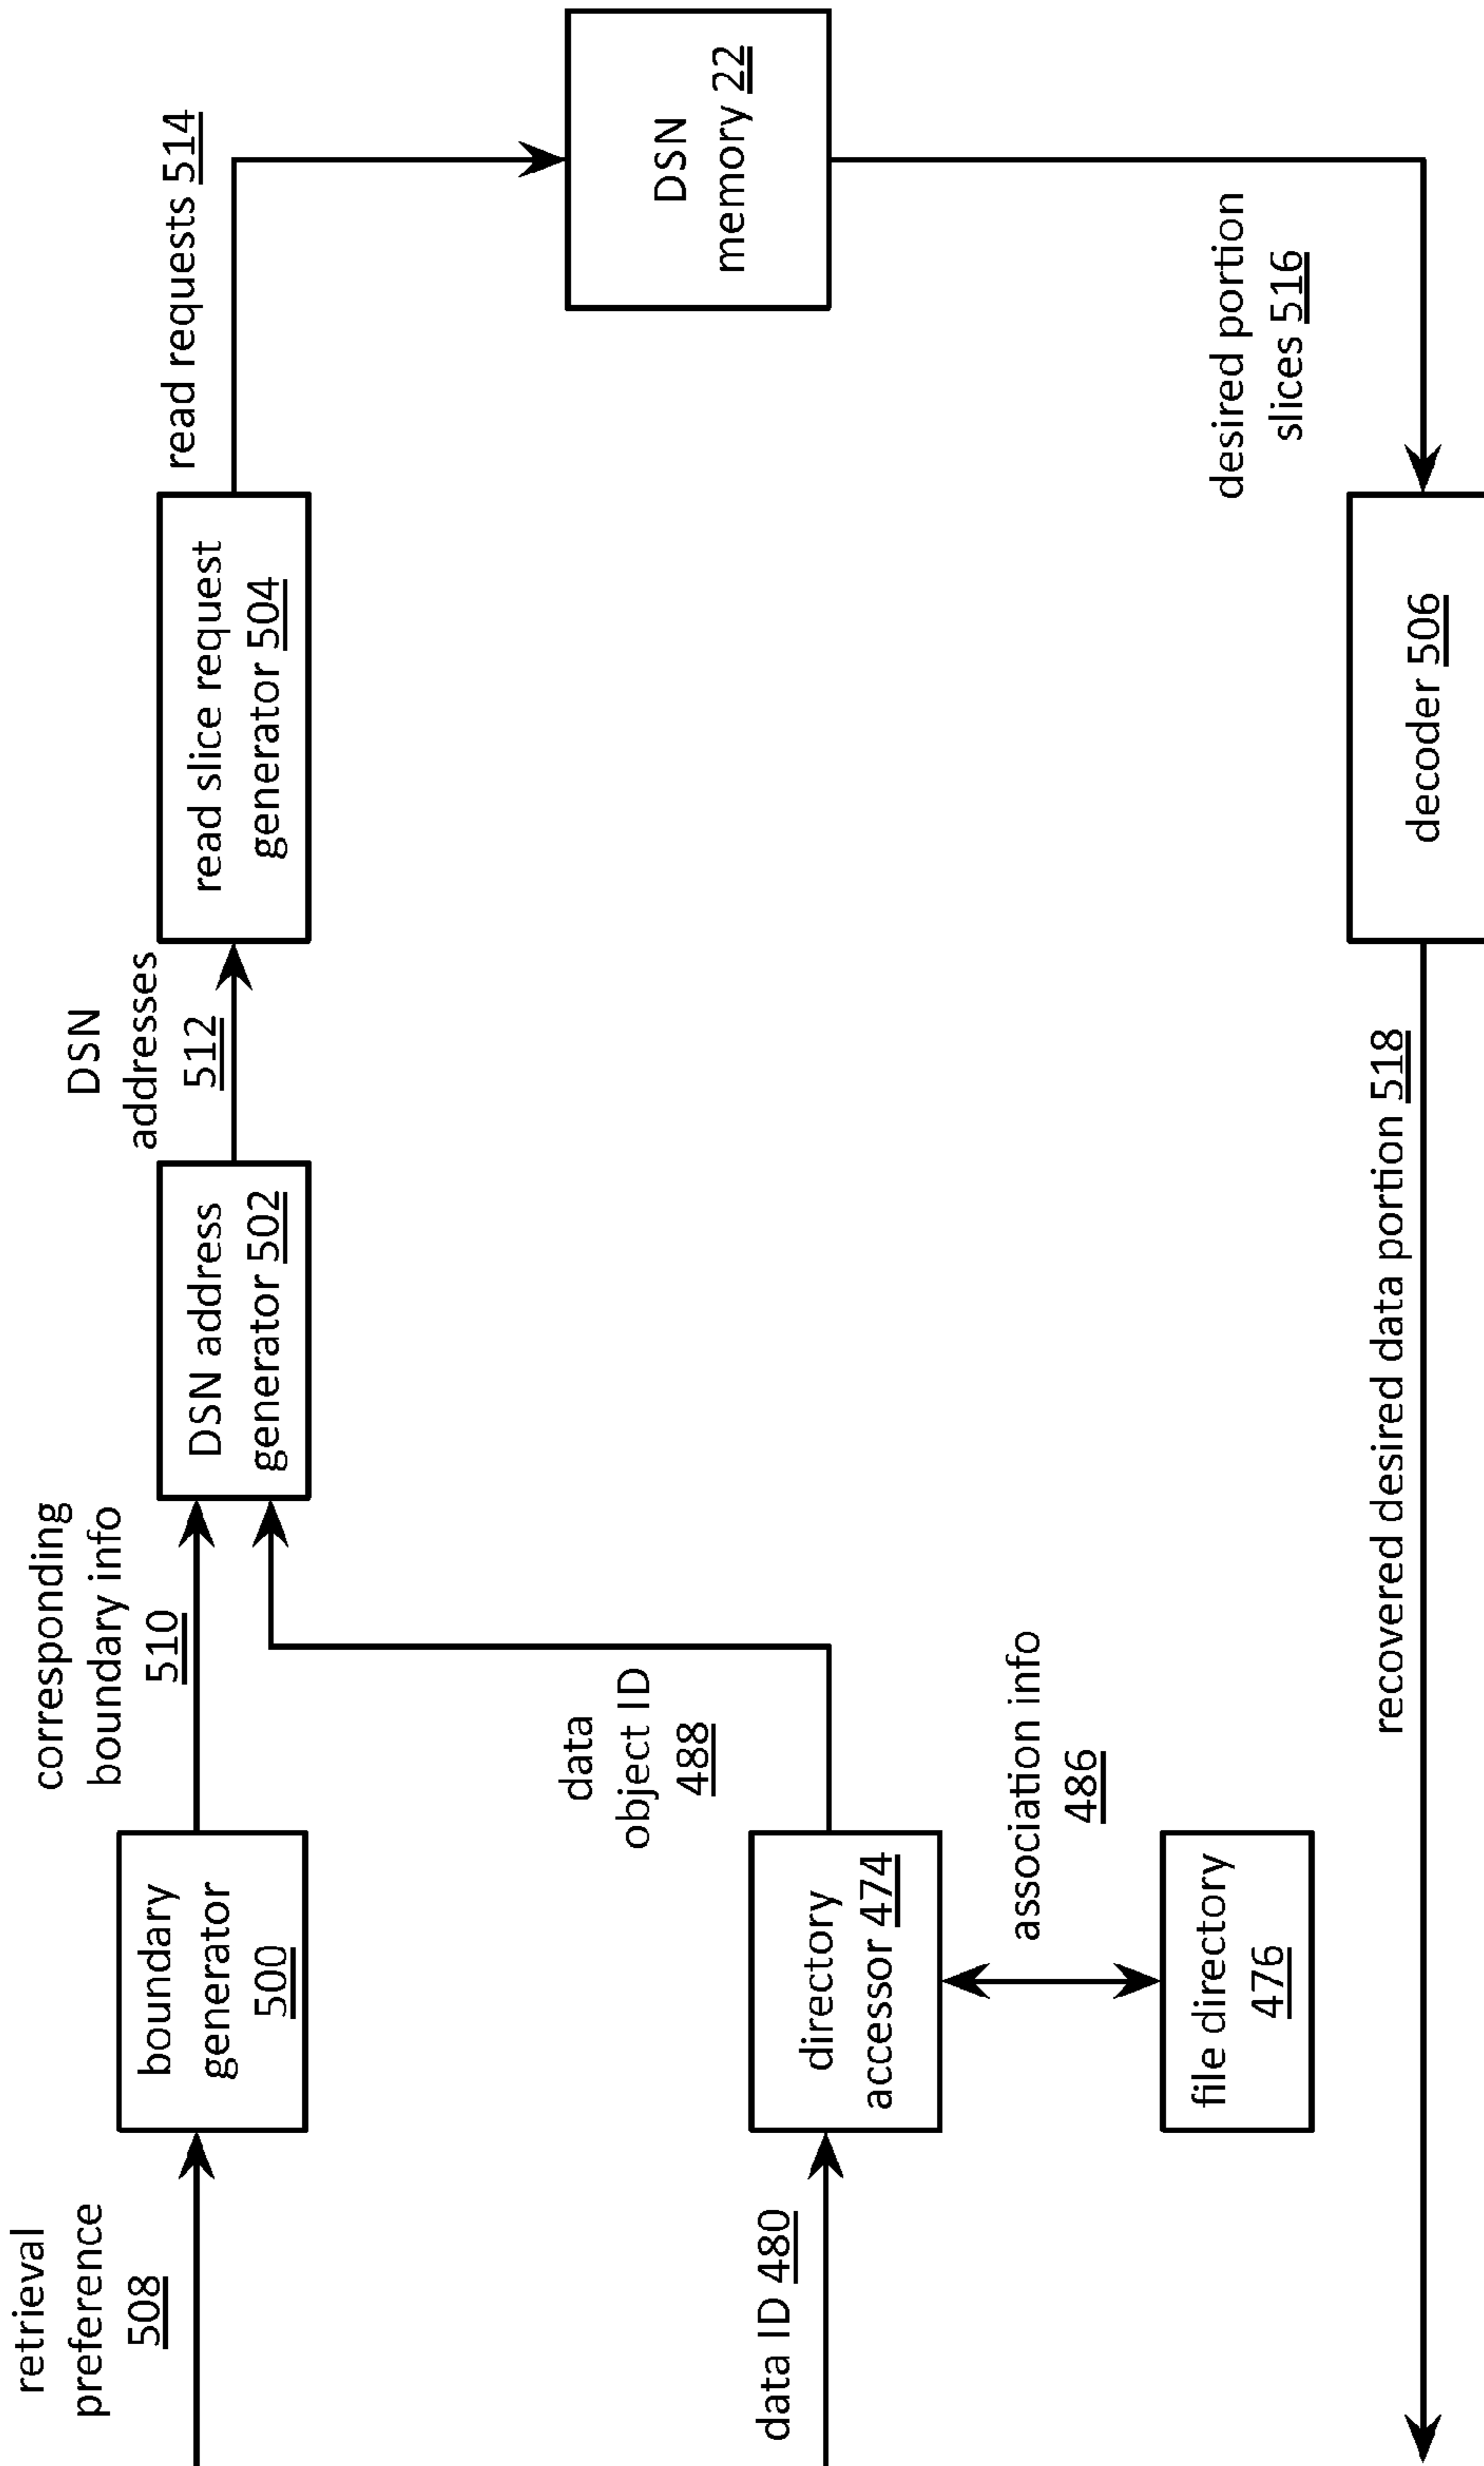 retrieval
preference
508
boundary
generator
500
corresponding
boundary info
510
DSN address
generator 502
DSN
addresses
512
read slice request
generator 504
read requests 514
DSN
memory 22
data ID 480
directory
accessor 474
data
object ID
488
association info
486
file directory
476
desired portion
slices 516
decoder 506
recovered desired data portion 518